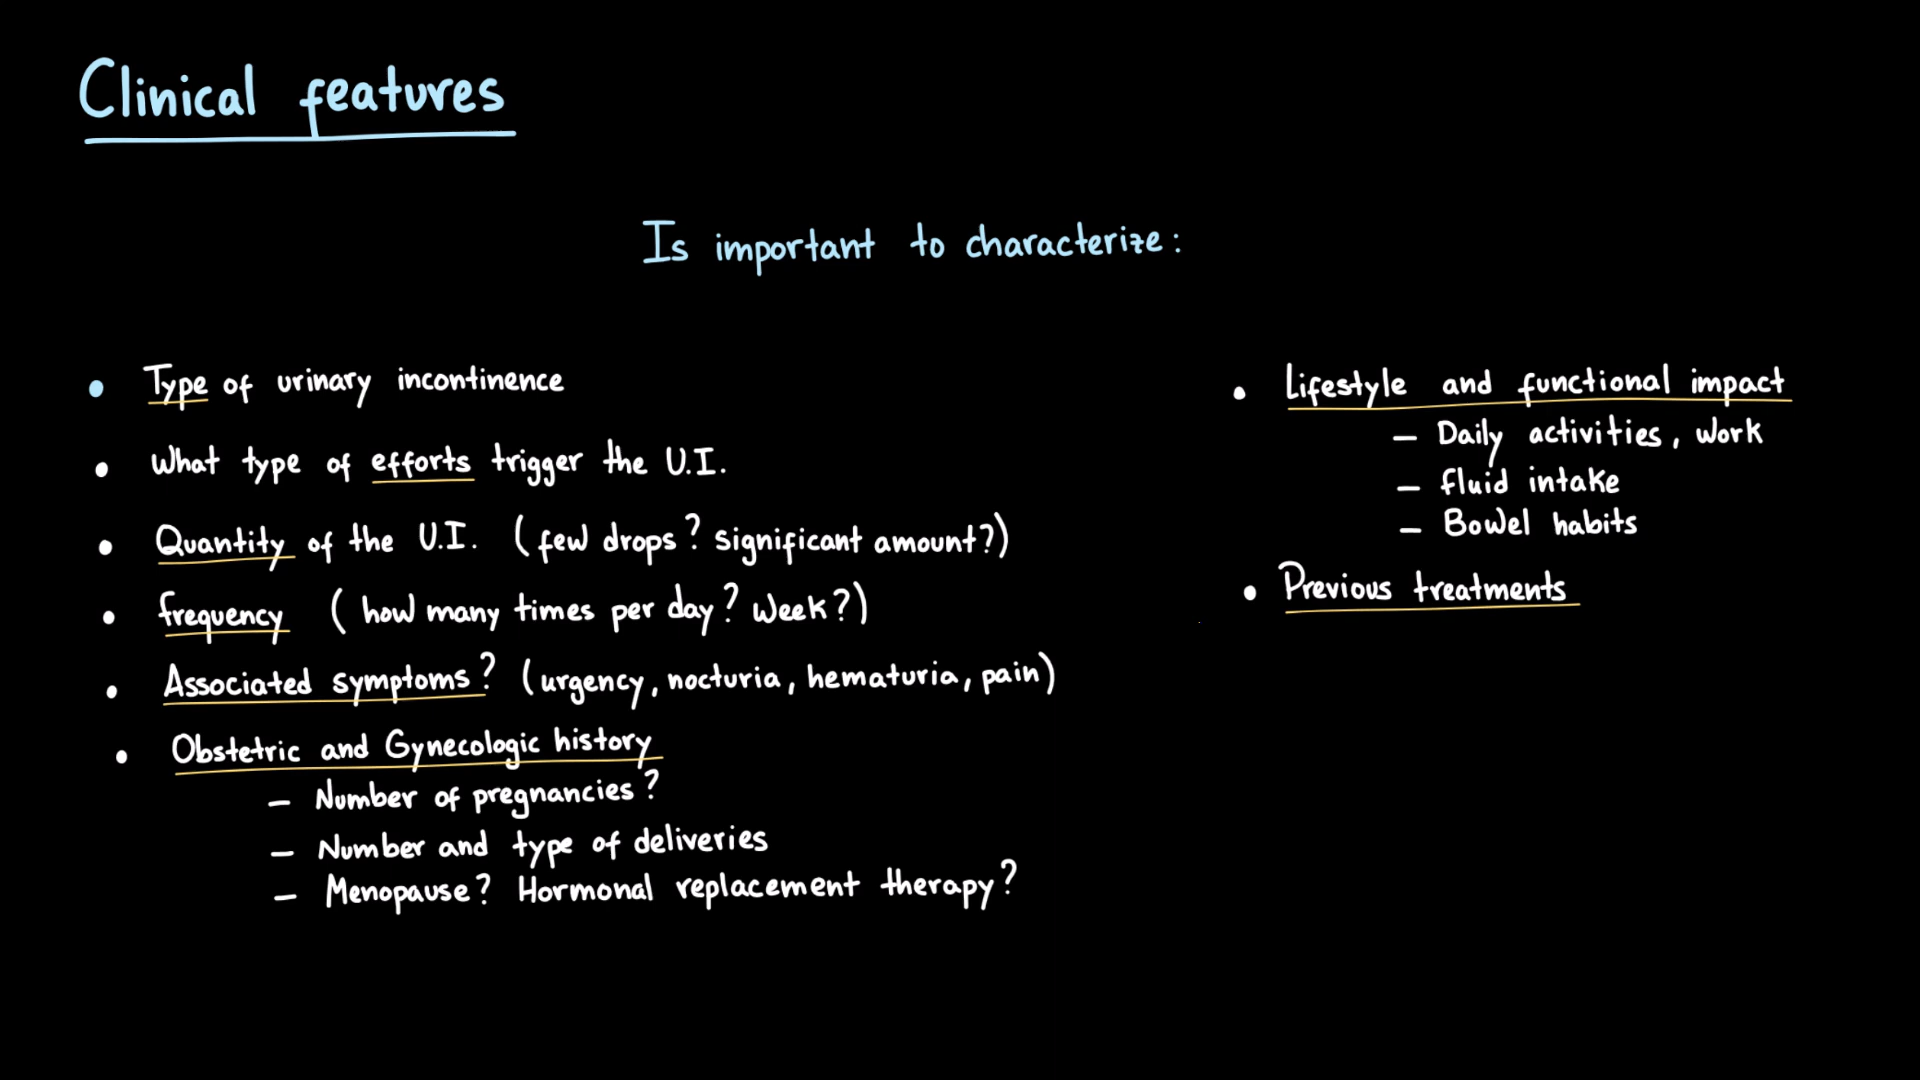 Clinical features
Is important to characterize:
• Type of urinary incontinence
• What type of efforts trigger the U.I.
• Quantity of the U.I. (few drops? significant amount?)
• frequency (how many times per day? Week?)
• Associated symptoms? (urgency, nocturia, hematuria, pain)
• Obstetric and Gynecologic history
– Number of pregnancies?
– Number and type of deliveries
– Menopause? Hormonal replacement therapy?
• Lifestyle and functional impact
– Daily activities, work
– fluid intake
– Bowel habits
• Previous treatments